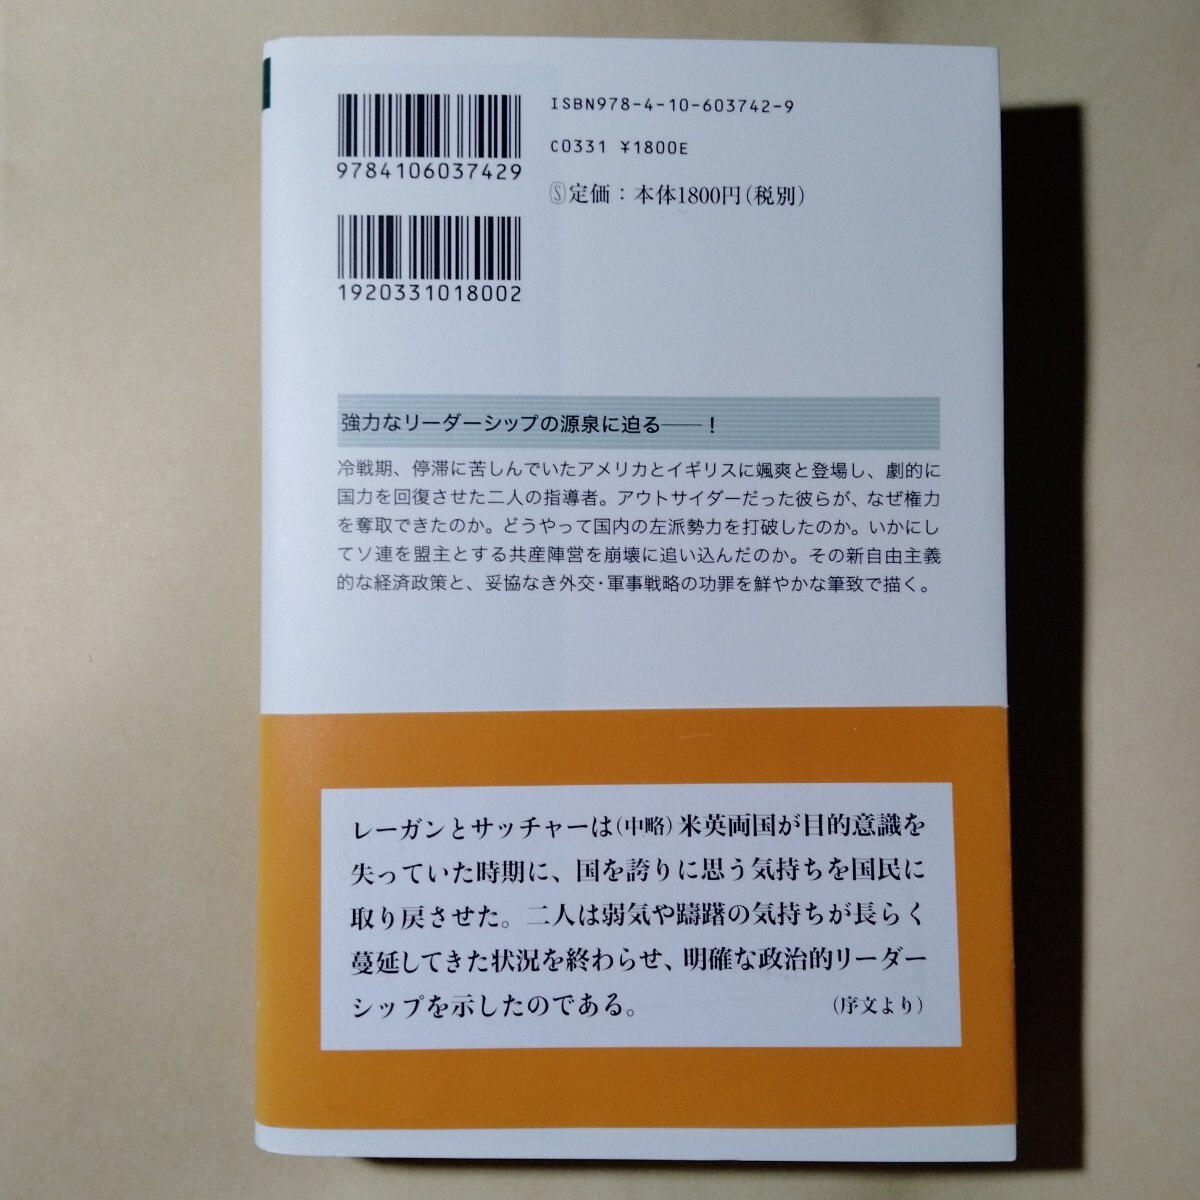 ISBN978-4-10-603742-9
C0331 ¥1800E
Ⓢ定価：本体1800円(税別)
9784106037429
1920331018002
強力なリーダーシップの源泉に迫る――！
冷戦期、停滞に苦しんでいたアメリカとイギリスに颯爽と登場し、劇的に
国力を回復させた二人の指導者。アウトサイダーだった彼らが、なぜ権力
を奪取できたのか。どうやって国内の左派勢力を打破したのか。いかにし
てソ連を盟主とする共産陣営を崩壊に追い込んだのか。その新自由主義
的な経済政策と、妥協なき外交・軍事戦略の功罪を鮮やかな筆致で描く。
レーガンとサッチャーは(中略)米英両国が目的意識を
失っていた時期に、国を誇りに思う気持ちを国民に
取り戻させた。二人は弱気や躊躇の気持ちが長らく
蔓延してきた状況を終わらせ、明確な政治的リーダー
シップを示したのである。
(序文より)